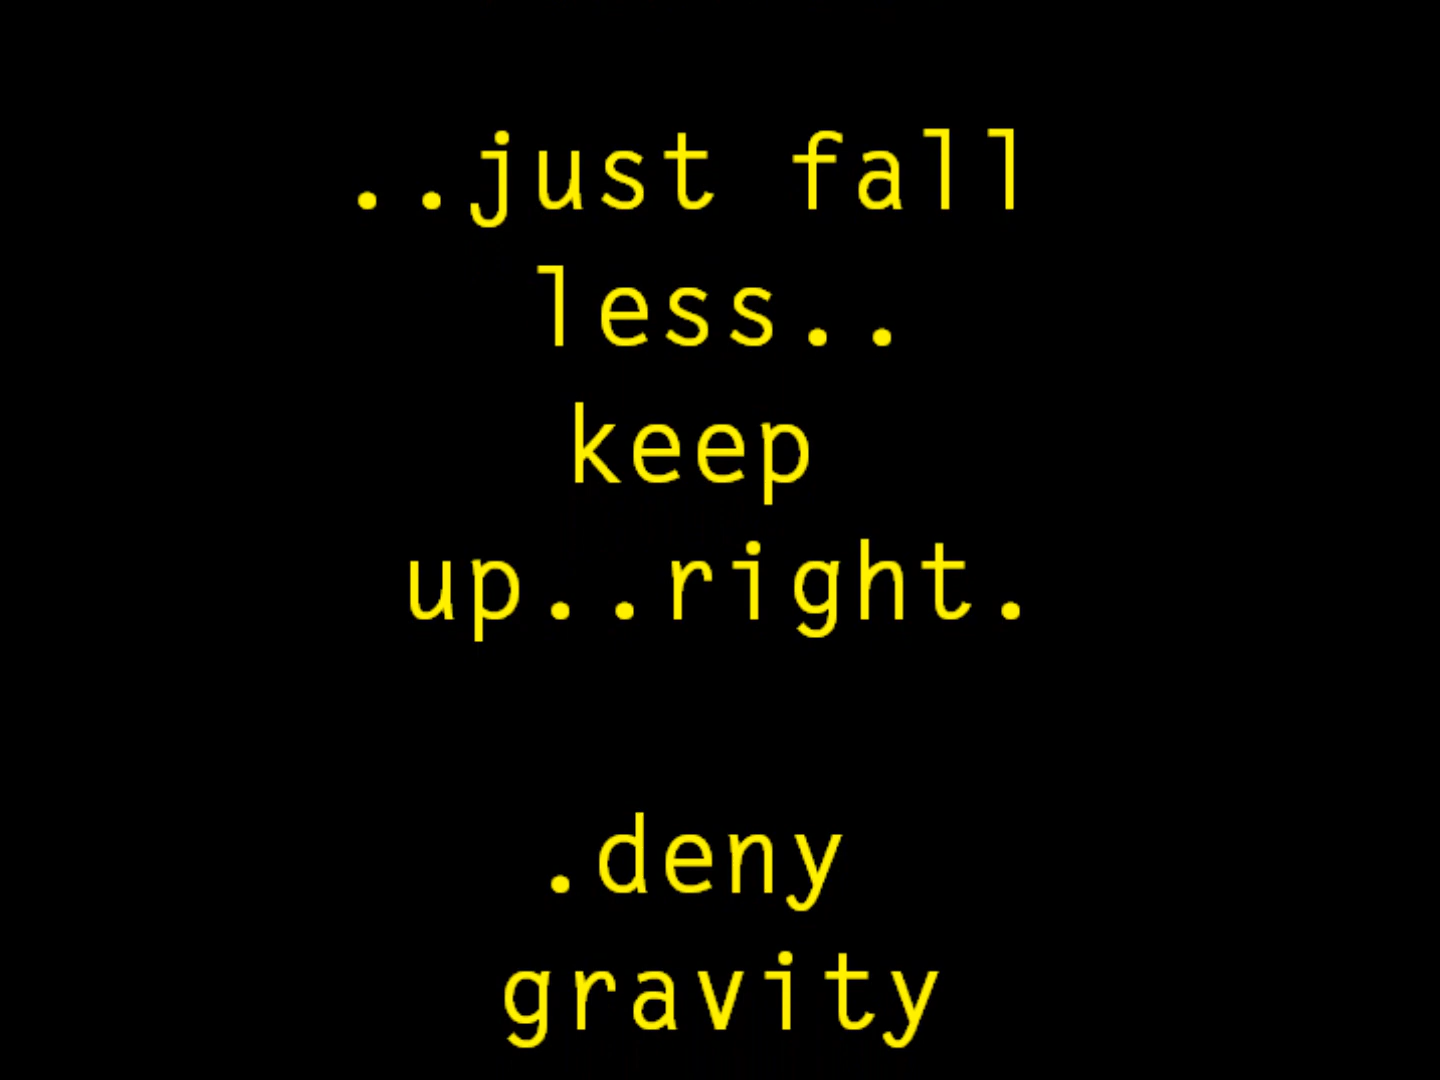 ..just fall
less..
keep
up..right.
.deny
gravity